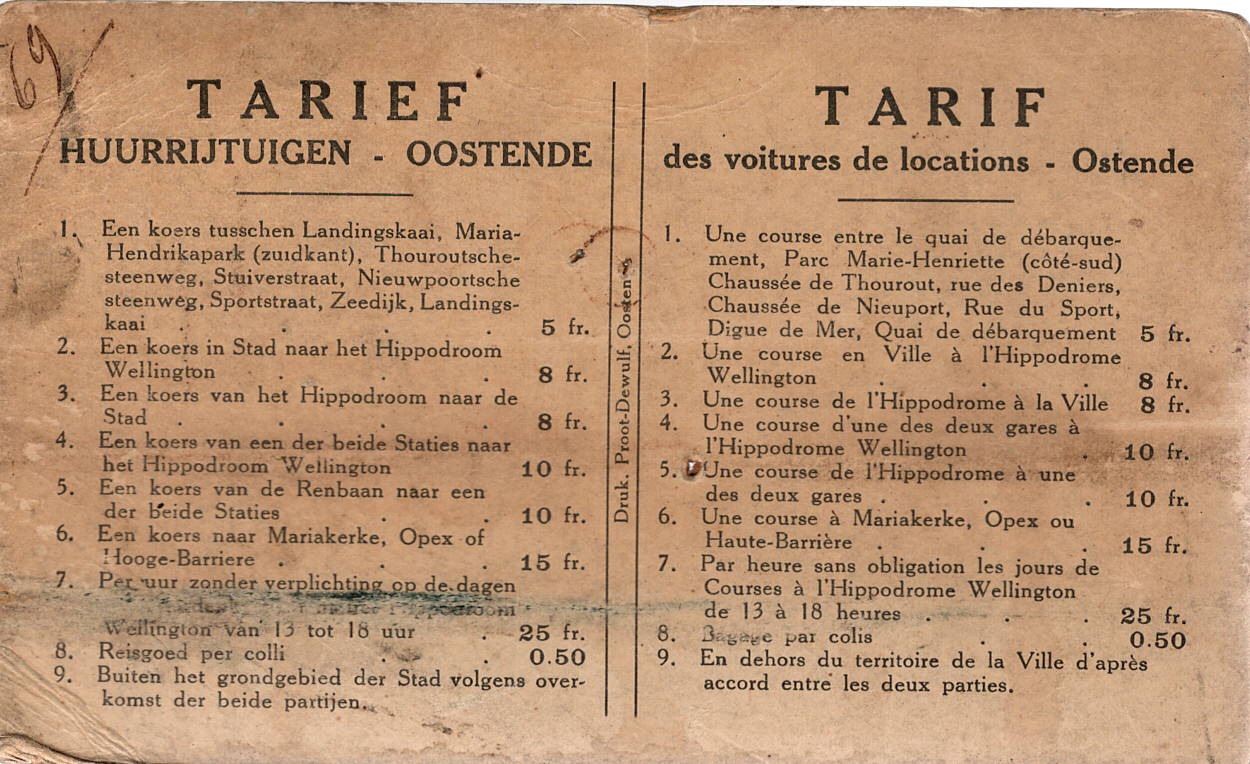 69
TARIEF
HUURRIJTUIGEN - OOSTENDE
1. Een koers tusschen Landingskaai, Maria-
Hendrikapark (zuidkant), Thouroutsche-
steenweg, Stuiverstraat, Nieuwpoortsche
steenweg, Sportstraat, Zeedijk, Landings-
kaai . . . . 5 fr.
2. Een koers in Stad naar het Hippodroom
Wellington . . . 8 fr.
3. Een koers van het Hippodroom naar de
Stad . . . . 8 fr.
4. Een koers van een der beide Staties naar
het Hippodroom Wellington 10 fr.
5. Een koers van de Renbaan naar een
der beide Staties . . 10 fr.
6. Een koers naar Mariakerke, Opex of
Hooge-Barriere . . . 15 fr.
7. Per uur zonder verplichting op de dagen
Hippodroom
Wellington van 13 tot 18 uur . 25 fr.
8. Reisgoed per colli . . 0.50
9. Buiten het grondgebied der Stad volgens over-
komst der beide partijen.
Druk. Proot-Dewulf, Oostende
TARIF
des voitures de locations - Ostende
1. Une course entre le quai de débarque-
ment, Parc Marie-Henriette (côté-sud)
Chaussée de Thourout, rue des Deniers,
Chaussée de Nieuport, Rue du Sport,
Digue de Mer, Quai de débarquement 5 fr.
2. Une course en Ville à l'Hippodrome
Wellington . . . 8 fr.
3. Une course de l'Hippodrome à la Ville 8 fr.
4. Une course d'une des deux gares à
l'Hippodrome Wellington . 10 fr.
5. Une course de l'Hippodrome à une
des deux gares . . . 10 fr.
6. Une course à Mariakerke, Opex ou
Haute-Barrière . . . 15 fr.
7. Par heure sans obligation les jours de
Courses à l'Hippodrome Wellington
de 13 à 18 heures . . . 25 fr.
8. Bagage par colis . . 0.50
9. En dehors du territoire de la Ville d'après
accord entre les deux parties.